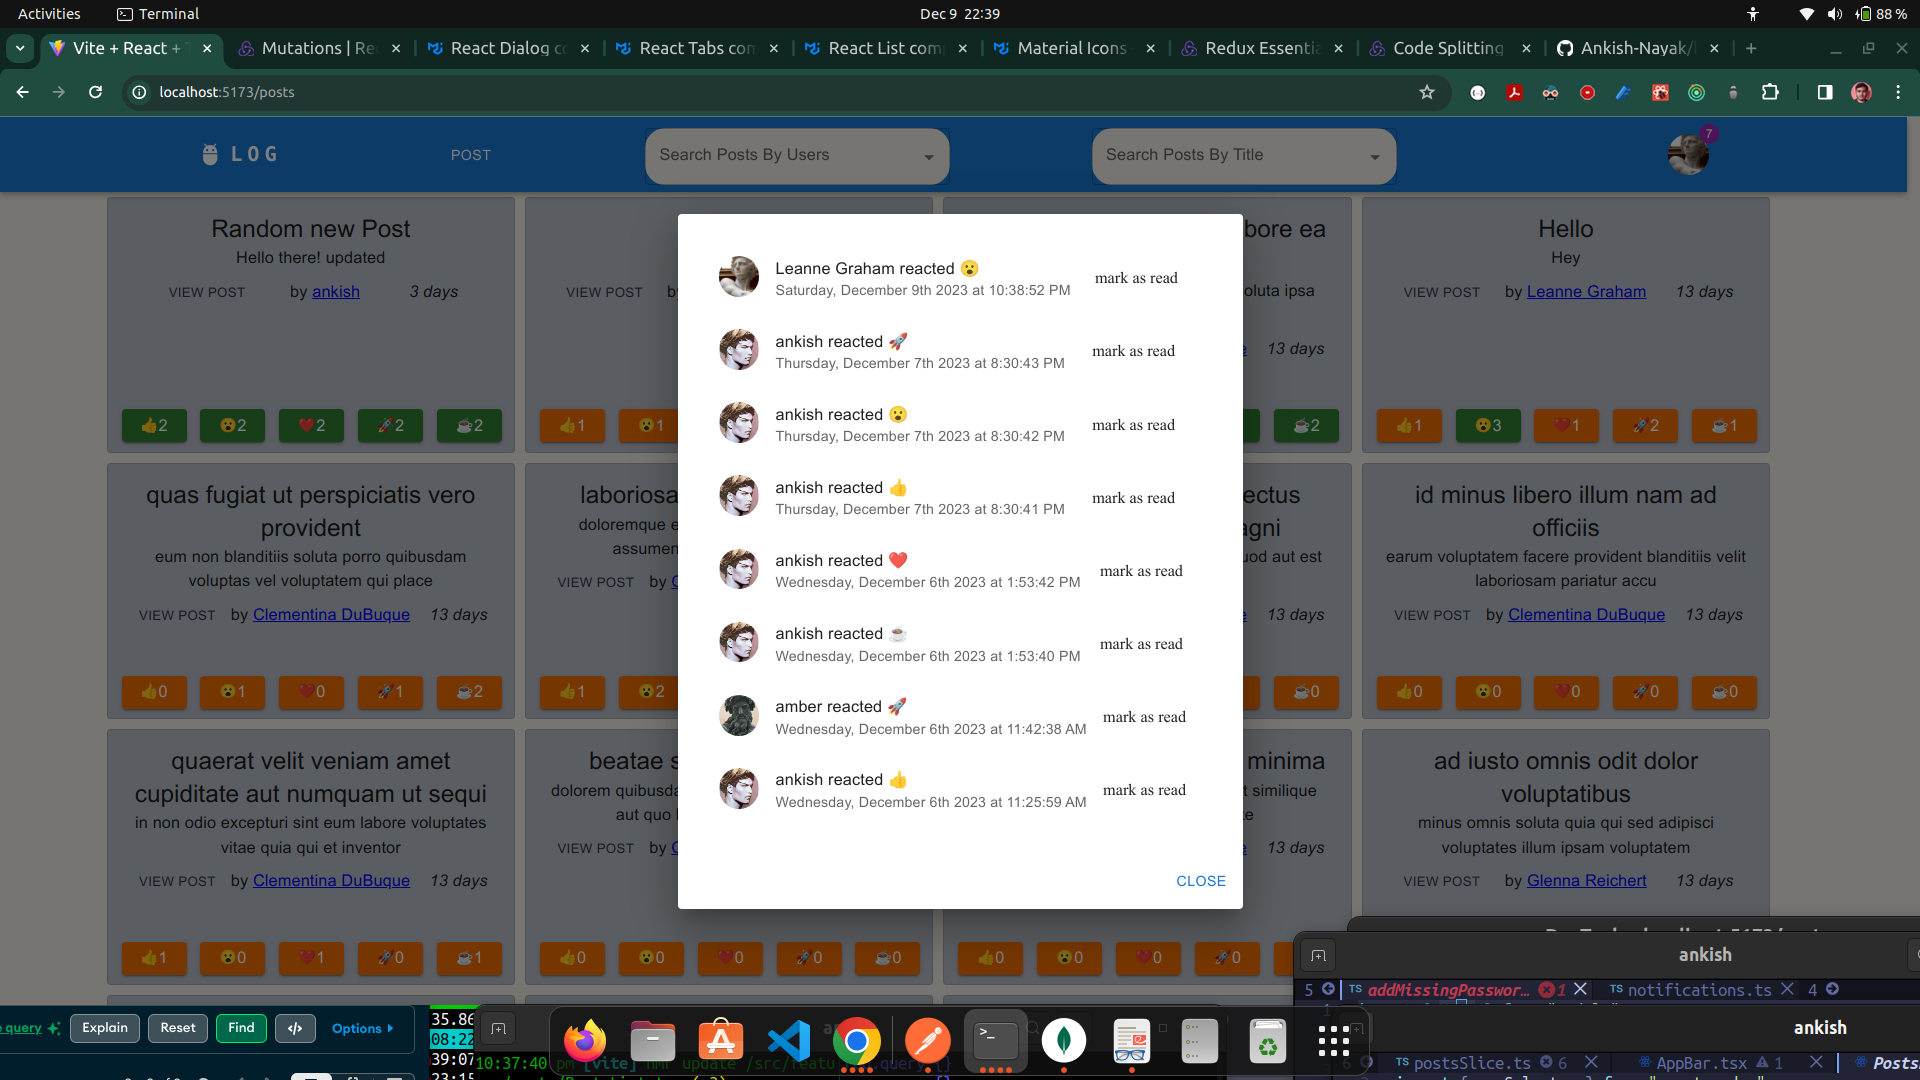 Activities
Terminal
Dec 9 22:39
88 %
Vite + React +
Mutations | Re
React Dialog co
React Tabs com
React List com
Material Icons
Redux Essentia
Code Splitting
Ankish-Nayak/
localhost:5173/posts
LOG
POST
Search Posts By Users
Search Posts By Title
7
Random new Post
Hello there! updated
VIEW POST by ankish 3 days
👍2 😮2 ❤️2 🚀2 ☕2
VIEW POST
👍1 😮1
bore ea
oluta ipsa
13 days
☕2
Hello
Hey
VIEW POST by Leanne Graham 13 days
👍1 😮3 ❤️1 🚀2 ☕1
Leanne Graham reacted 😮
Saturday, December 9th 2023 at 10:38:52 PM
mark as read
ankish reacted 🚀
Thursday, December 7th 2023 at 8:30:43 PM
mark as read
ankish reacted 😮
Thursday, December 7th 2023 at 8:30:42 PM
mark as read
ankish reacted 👍
Thursday, December 7th 2023 at 8:30:41 PM
mark as read
ankish reacted ❤️
Wednesday, December 6th 2023 at 1:53:42 PM
mark as read
ankish reacted ☕
Wednesday, December 6th 2023 at 1:53:40 PM
mark as read
amber reacted 🚀
Wednesday, December 6th 2023 at 11:42:38 AM
mark as read
ankish reacted 👍
Wednesday, December 6th 2023 at 11:25:59 AM
mark as read
CLOSE
quas fugiat ut perspiciatis vero
provident
eum non blanditiis soluta porro quibusdam
voluptas vel voluptatem qui place
VIEW POST by Clementina DuBuque 13 days
👍0 😮1 ❤️0 🚀1 ☕2
laboriosa
doloremque e
assumen
VIEW POST by C
👍1 😮2
ectus
agni
uod aut est
13 days
☕0
id minus libero illum nam ad
officiis
earum voluptatem facere provident blanditiis velit
laboriosam pariatur accu
VIEW POST by Clementina DuBuque 13 days
👍0 😮0 ❤️0 🚀0 ☕0
quaerat velit veniam amet
cupiditate aut numquam ut sequi
in non odio excepturi sint eum labore voluptates
vitae quia qui et inventor
VIEW POST by Clementina DuBuque 13 days
👍1 😮0 ❤️1 🚀0 ☕1
beatae s
dolorem quibusda
aut quo
VIEW POST by C
👍0 😮0 ❤️0 🚀0 ☕0
minima
t similique
te
13 days
👍0 😮0 ❤️0 🚀0
ad iusto omnis odit dolor
voluptatibus
minus omnis soluta quia qui sed adipisci
voluptates illum ipsam voluptatem
VIEW POST by Glenna Reichert 13 days
ankish
5 TS addMissingPasswor… 1 TS notifications.ts 4
ankish
TS postsSlice.ts 6 AppBar.tsx 1 Posts
e query
Explain
Reset
Find
Options
35.86
08:22
39:07
10:37:40 pm [vite] hmr update /src/featu